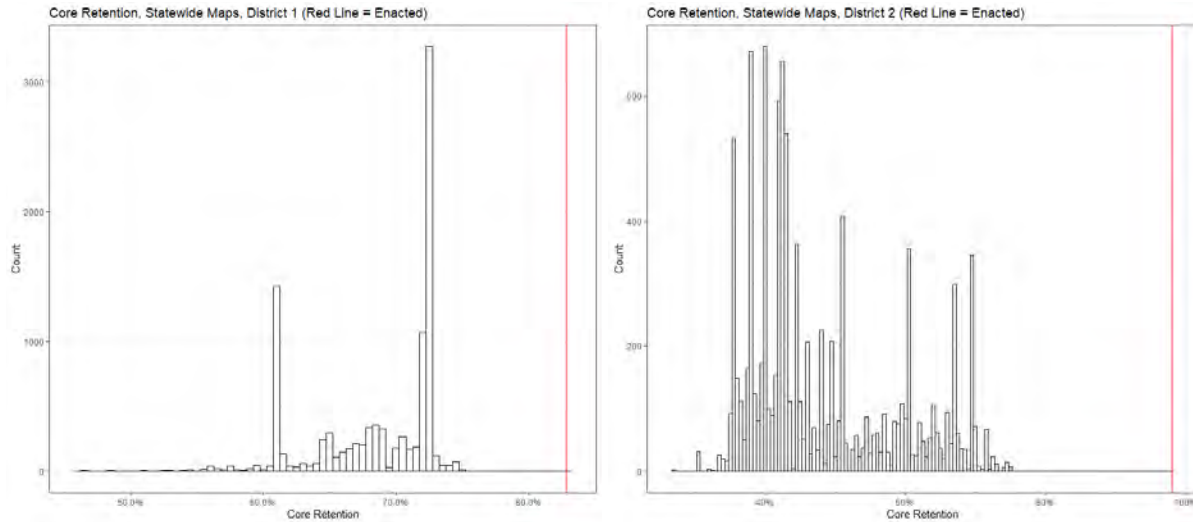 Core Retention, Statewide Maps, District 1 (Red Line = Enacted)
3000
2000
1000
0
Count
50.0%
60.0%
70.0%
80.0%
Core Retention
Core Retention, Statewide Maps, District 2 (Red Line = Enacted)
600
400
200
0
Count
40%
60%
80%
100%
Core Retention